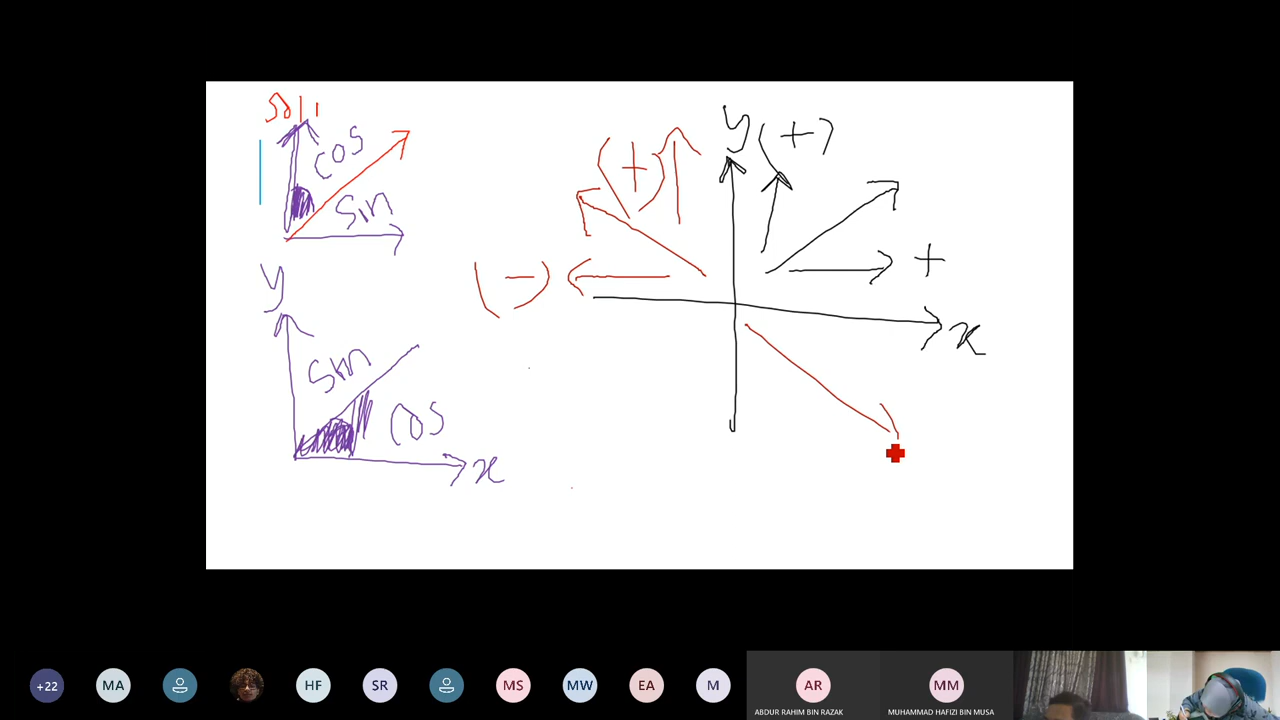 cos
sin
y
sin
cos
x
y
(+)
(+)
+
(-)
x
+22
MA
HF
SR
MS
MW
EA
M
AR
MM
ABDUR RAHIM BIN RAZAK
MUHAMMAD HAFIZI BIN MUSA